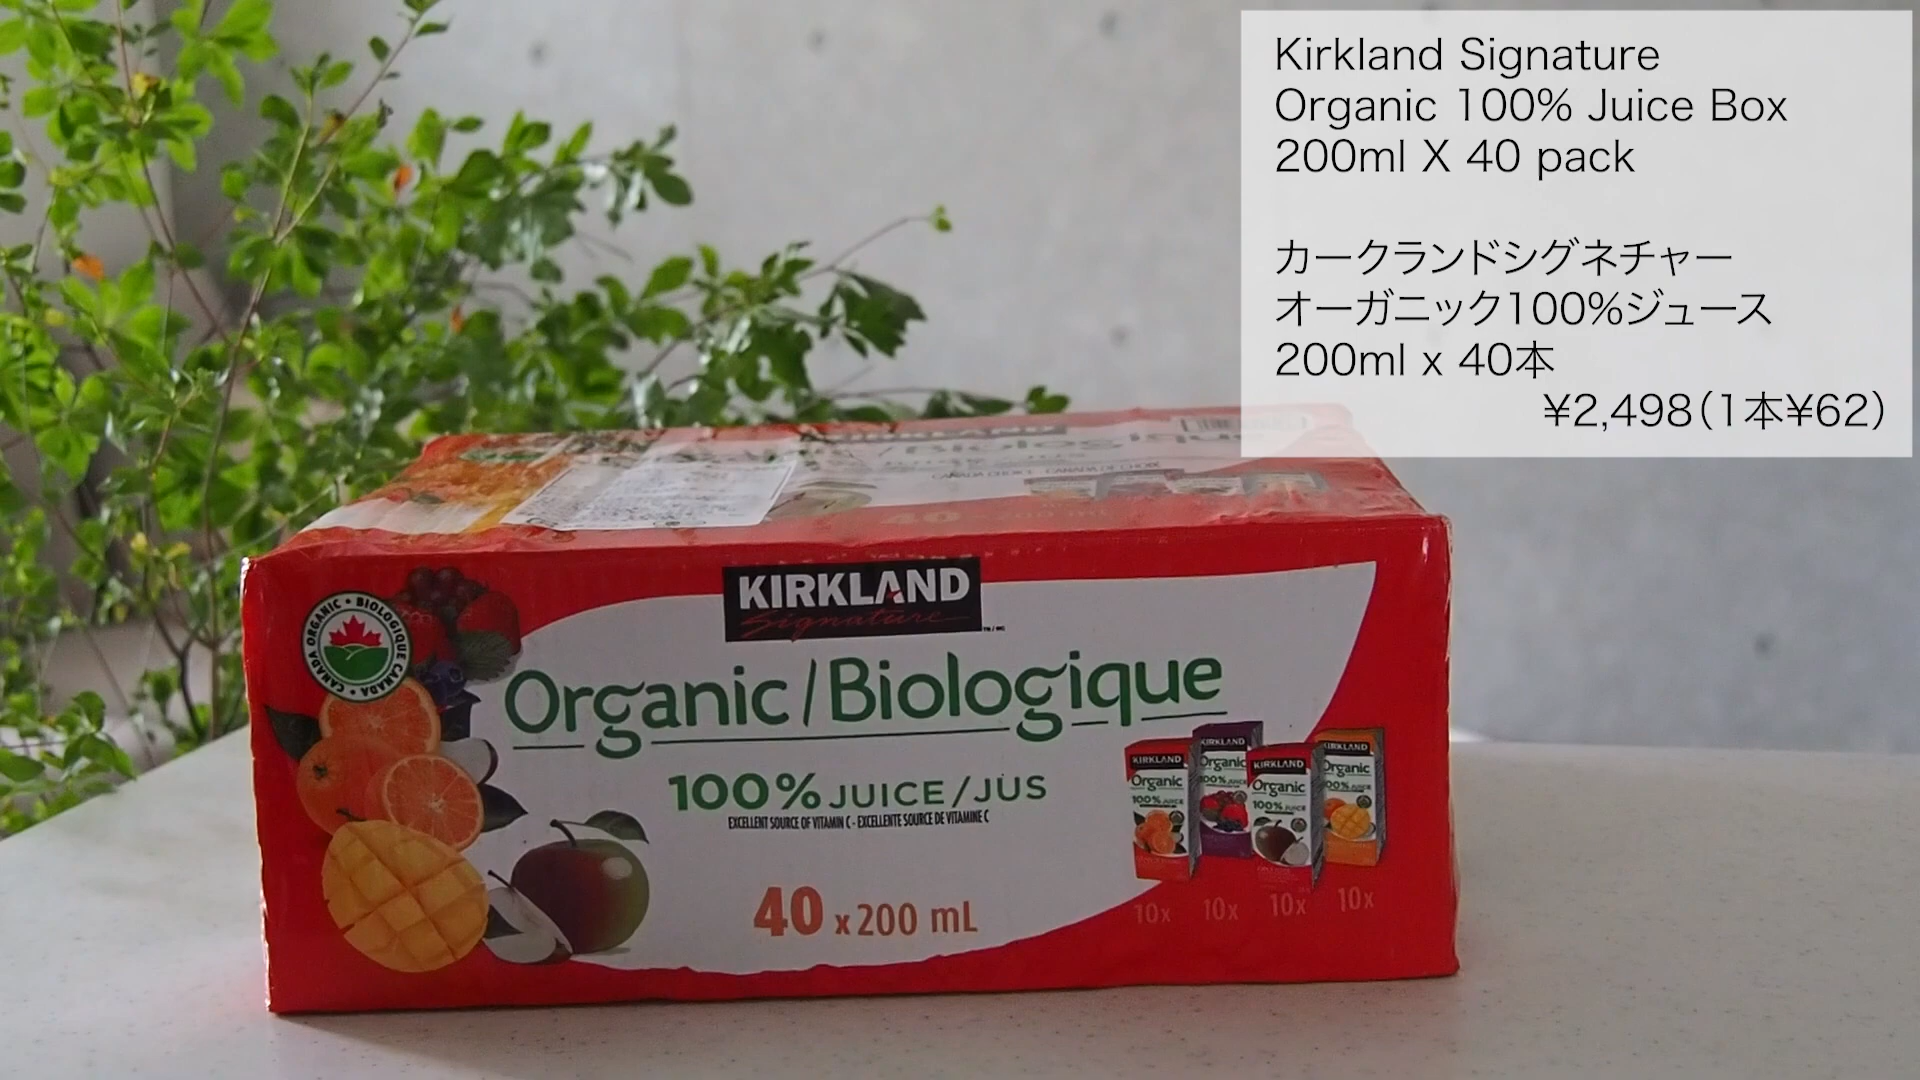 Kirkland Signature
Organic 100% Juice Box
200ml X 40 pack
カークランドシグネチャー
オーガニック100%ジュース
200ml x 40本
¥2,498(1本¥62)
KIRKLAND
Signature
CANADA ORGANIC • BIOLOGIQUE CANADA •
Organic/Biologique
100% JUICE/JUS
EXCELLENT SOURCE OF VITAMIN C - EXCELLENTE SOURCE DE VITAMINE C
40 x 200 mL
KIRKLAND
Organic
100% JUICE
KIRKLAND
Organic
100% JUICE
KIRKLAND
Organic
100% JUICE
KIRKLAND
Organic
100% JUICE
10x 10x 10x 10x